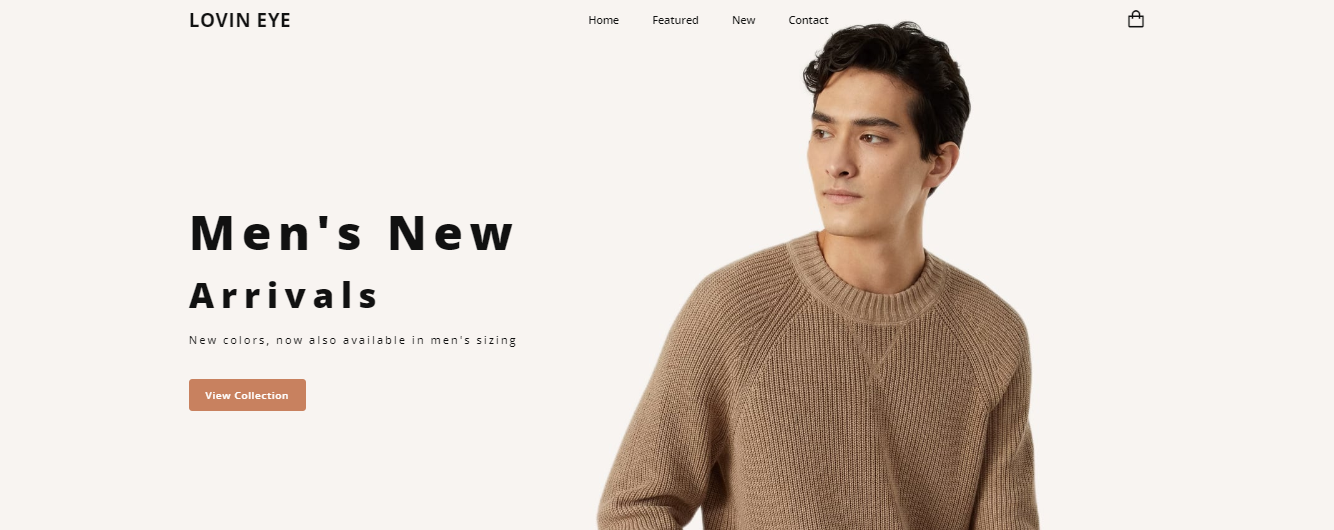 LOVIN EYE
Home Featured New Contact
Men's New
Arrivals
New colors, now also available in men's sizing
View Collection